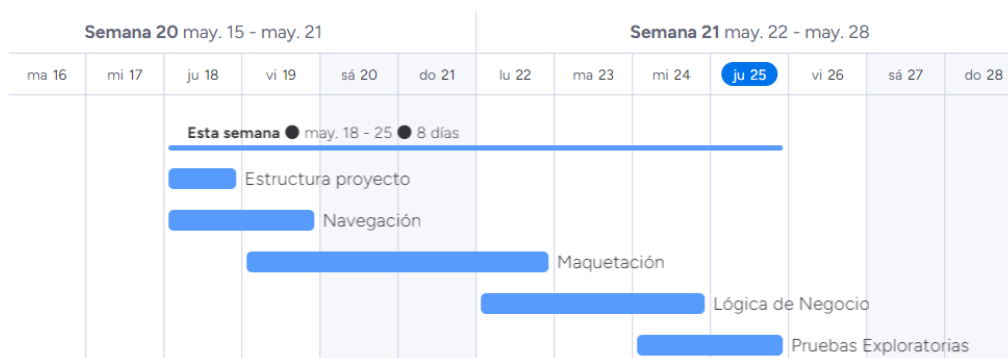 Semana 20 may. 15 - may. 21
Semana 21 may. 22 - may. 28
ma 16 mi 17 ju 18 vi 19 sá 20 do 21 lu 22 ma 23 mi 24 ju 25 vi 26 sá 27 do 28
Esta semana ● may. 18 - 25 ● 8 días
Estructura proyecto
Navegación
Maquetación
Lógica de Negocio
Pruebas Exploratorias